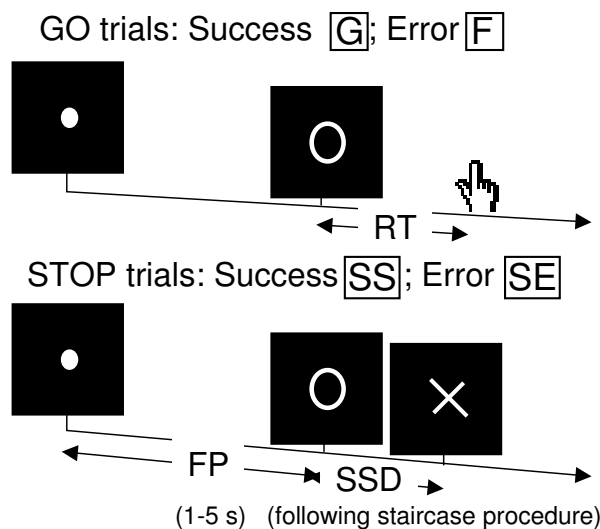 GO trials: Success G; Error F
RT
STOP trials: Success SS; Error SE
FP
SSD
(1-5 s) (following staircase procedure)